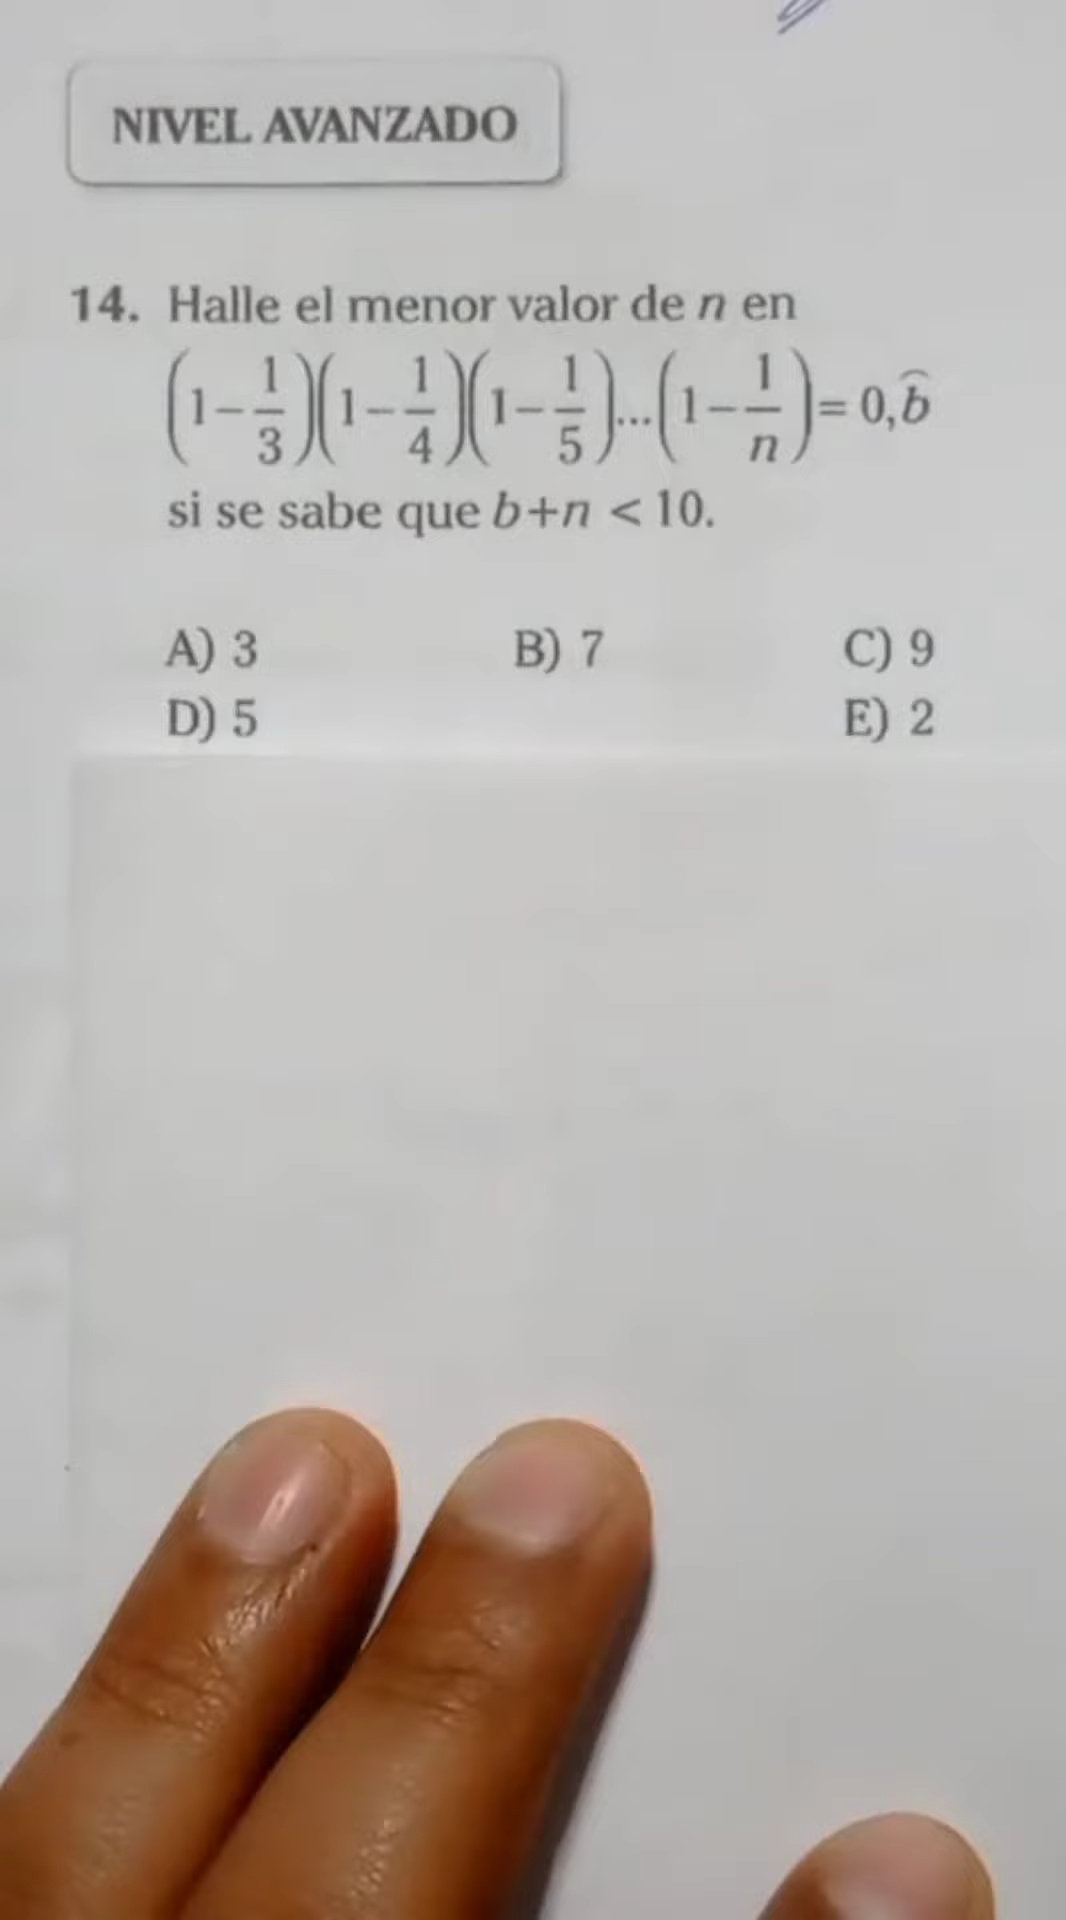 NIVEL AVANZADO
14. Halle el menor valor de n en
(1-1/3)(1-1/4)(1-1/5)...(1-1/n)=0,b̑
si se sabe que b+n < 10.
A) 3 B) 7 C) 9
D) 5 E) 2